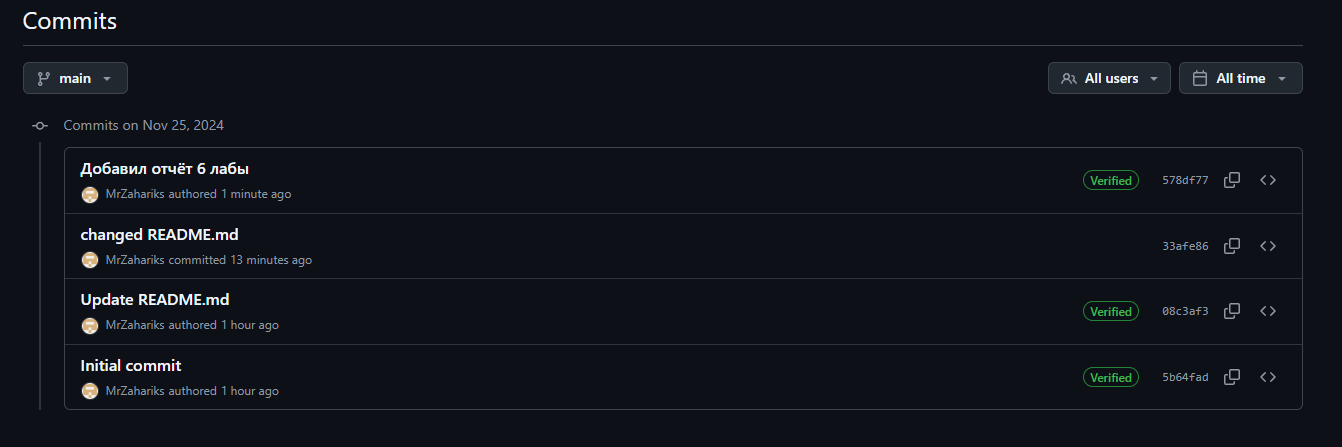 Commits
main
All users
All time
Commits on Nov 25, 2024
Добавил отчёт 6 лабы
MrZahariks authored 1 minute ago
Verified
578df77
changed README.md
MrZahariks committed 13 minutes ago
33afe86
Update README.md
MrZahariks authored 1 hour ago
Verified
08c3af3
Initial commit
MrZahariks authored 1 hour ago
Verified
5b64fad